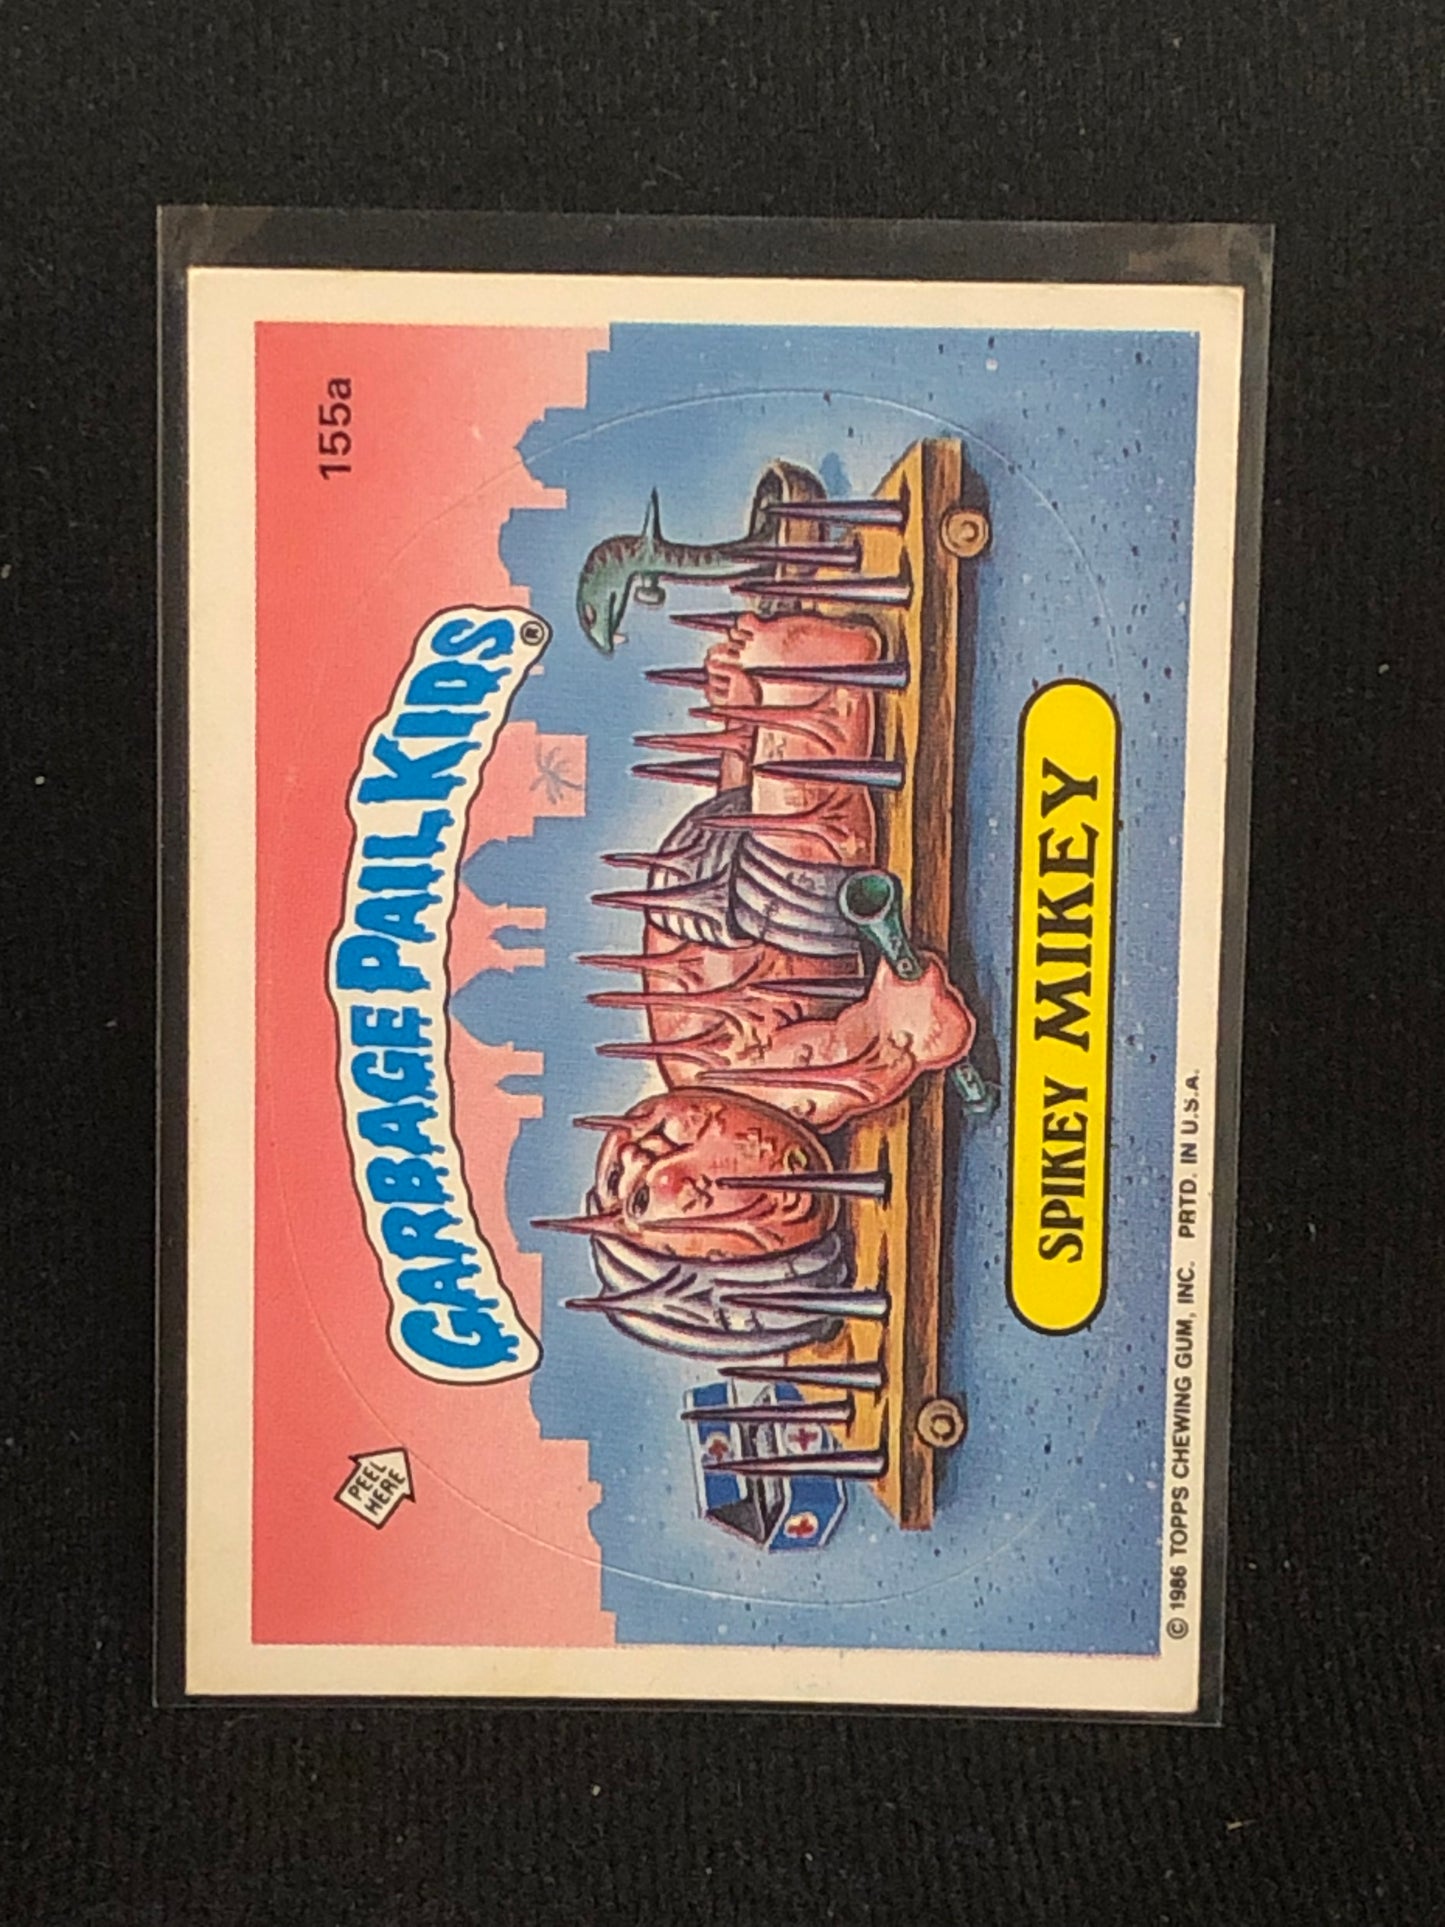 155a
PEEL
HERE
GARBAGE PAIL KIDS®
SPIKEY MIKEY
© 1986 TOPPS CHEWING GUM, INC. PRTD. IN U.S.A.